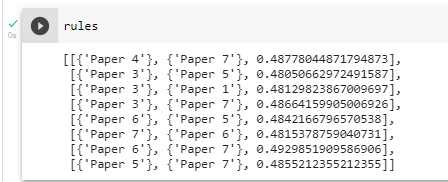 rules
0s
[[{'Paper 4'}, {'Paper 7'}, 0.48778044871794873],
[{'Paper 3'}, {'Paper 5'}, 0.48050662972491587],
[{'Paper 3'}, {'Paper 1'}, 0.48129823867009697],
[{'Paper 3'}, {'Paper 7'}, 0.48664159905006926],
[{'Paper 6'}, {'Paper 5'}, 0.4842166796570538],
[{'Paper 7'}, {'Paper 6'}, 0.4815378759040731],
[{'Paper 6'}, {'Paper 7'}, 0.4929851909586906],
[{'Paper 5'}, {'Paper 7'}, 0.4855212355212355]]